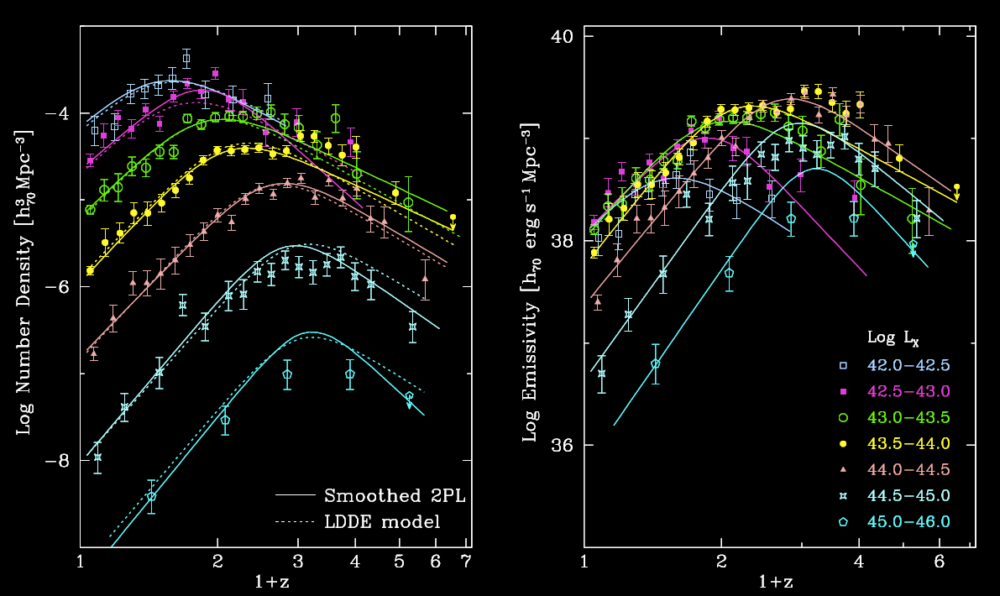 Log Number Density [h³₇₀ Mpc⁻³]
−4
−6
−8
Smoothed 2PL
LDDE model
1 2 3 4 5 6 7
1+z
Log Emissivity [h₇₀ erg s⁻¹ Mpc⁻³]
40
38
36
Log Lₓ
42.0−42.5
42.5−43.0
43.0−43.5
43.5−44.0
44.0−44.5
44.5−45.0
45.0−46.0
1 2 4 6
1+z